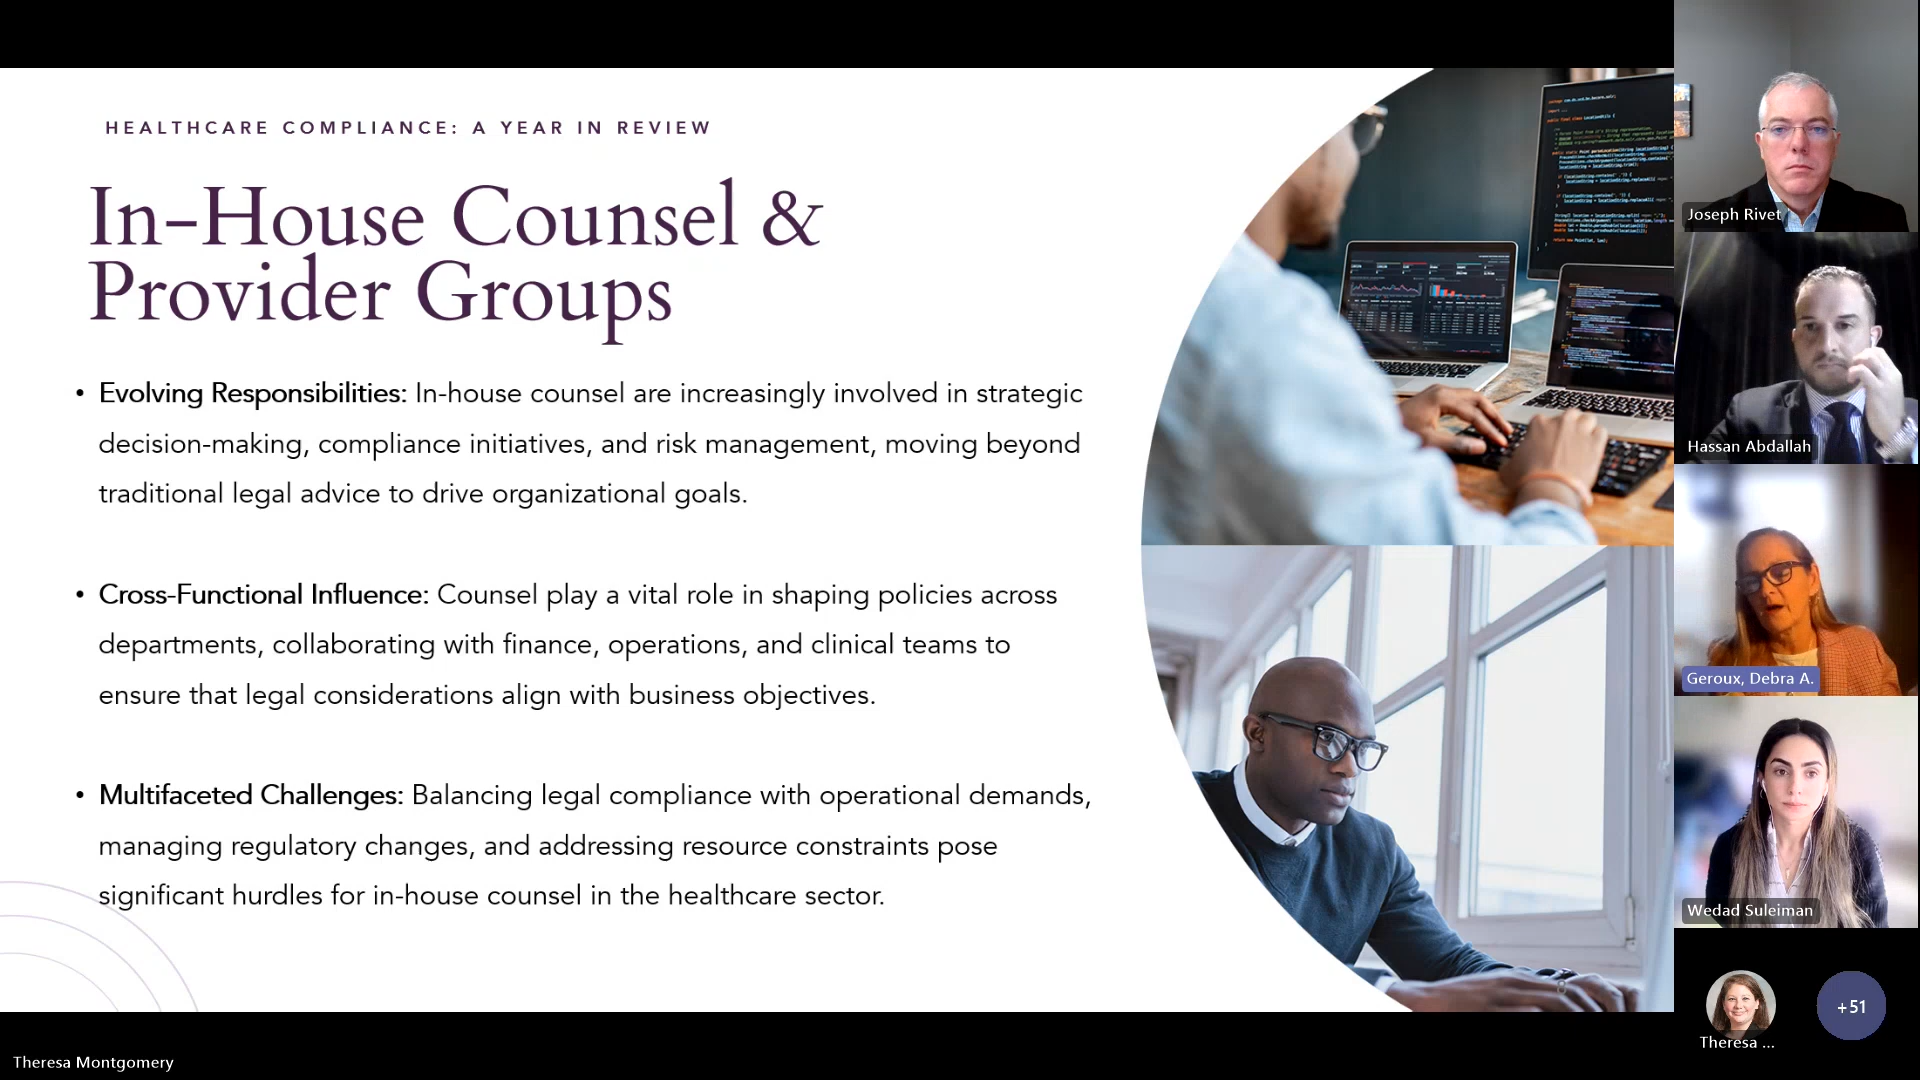 HEALTHCARE COMPLIANCE: A YEAR IN REVIEW
In-House Counsel &
Provider Groups
• Evolving Responsibilities: In-house counsel are increasingly involved in strategic
decision-making, compliance initiatives, and risk management, moving beyond
traditional legal advice to drive organizational goals.
• Cross-Functional Influence: Counsel play a vital role in shaping policies across
departments, collaborating with finance, operations, and clinical teams to
ensure that legal considerations align with business objectives.
• Multifaceted Challenges: Balancing legal compliance with operational demands,
managing regulatory changes, and addressing resource constraints pose
significant hurdles for in-house counsel in the healthcare sector.
8
Joseph Rivet
Hassan Abdallah
Geroux, Debra A.
Wedad Suleiman
Theresa ...
+51
Theresa Montgomery